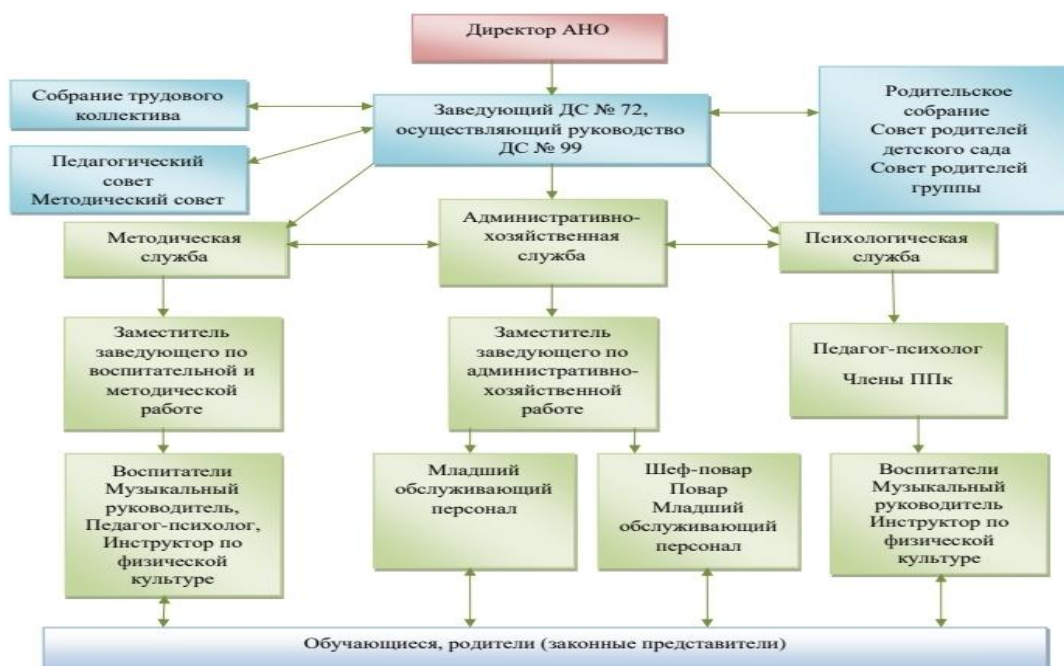 Директор АНО
Собрание трудового
коллектива
Заведующий ДС № 72,
осуществляющий руководство
ДС № 99
Родительское
собрание
Совет родителей
детского сада
Совет родителей
группы
Педагогический
совет
Методический совет
Методическая
служба
Административно-
хозяйственная
служба
Психологическая
служба
Заместитель
заведующего по
воспитательной и
методической
работе
Заместитель
заведующего по
административно-
хозяйственной
работе
Педагог-психолог
Члены ППк
Воспитатели
Музыкальный
руководитель,
Педагог-психолог,
Инструктор по
физической
культуре
Младший
обслуживающий
персонал
Шеф-повар
Повар
Младший
обслуживающий
персонал
Воспитатели
Музыкальный
руководитель
Инструктор по
физической
культуре
Обучающиеся, родители (законные представители)